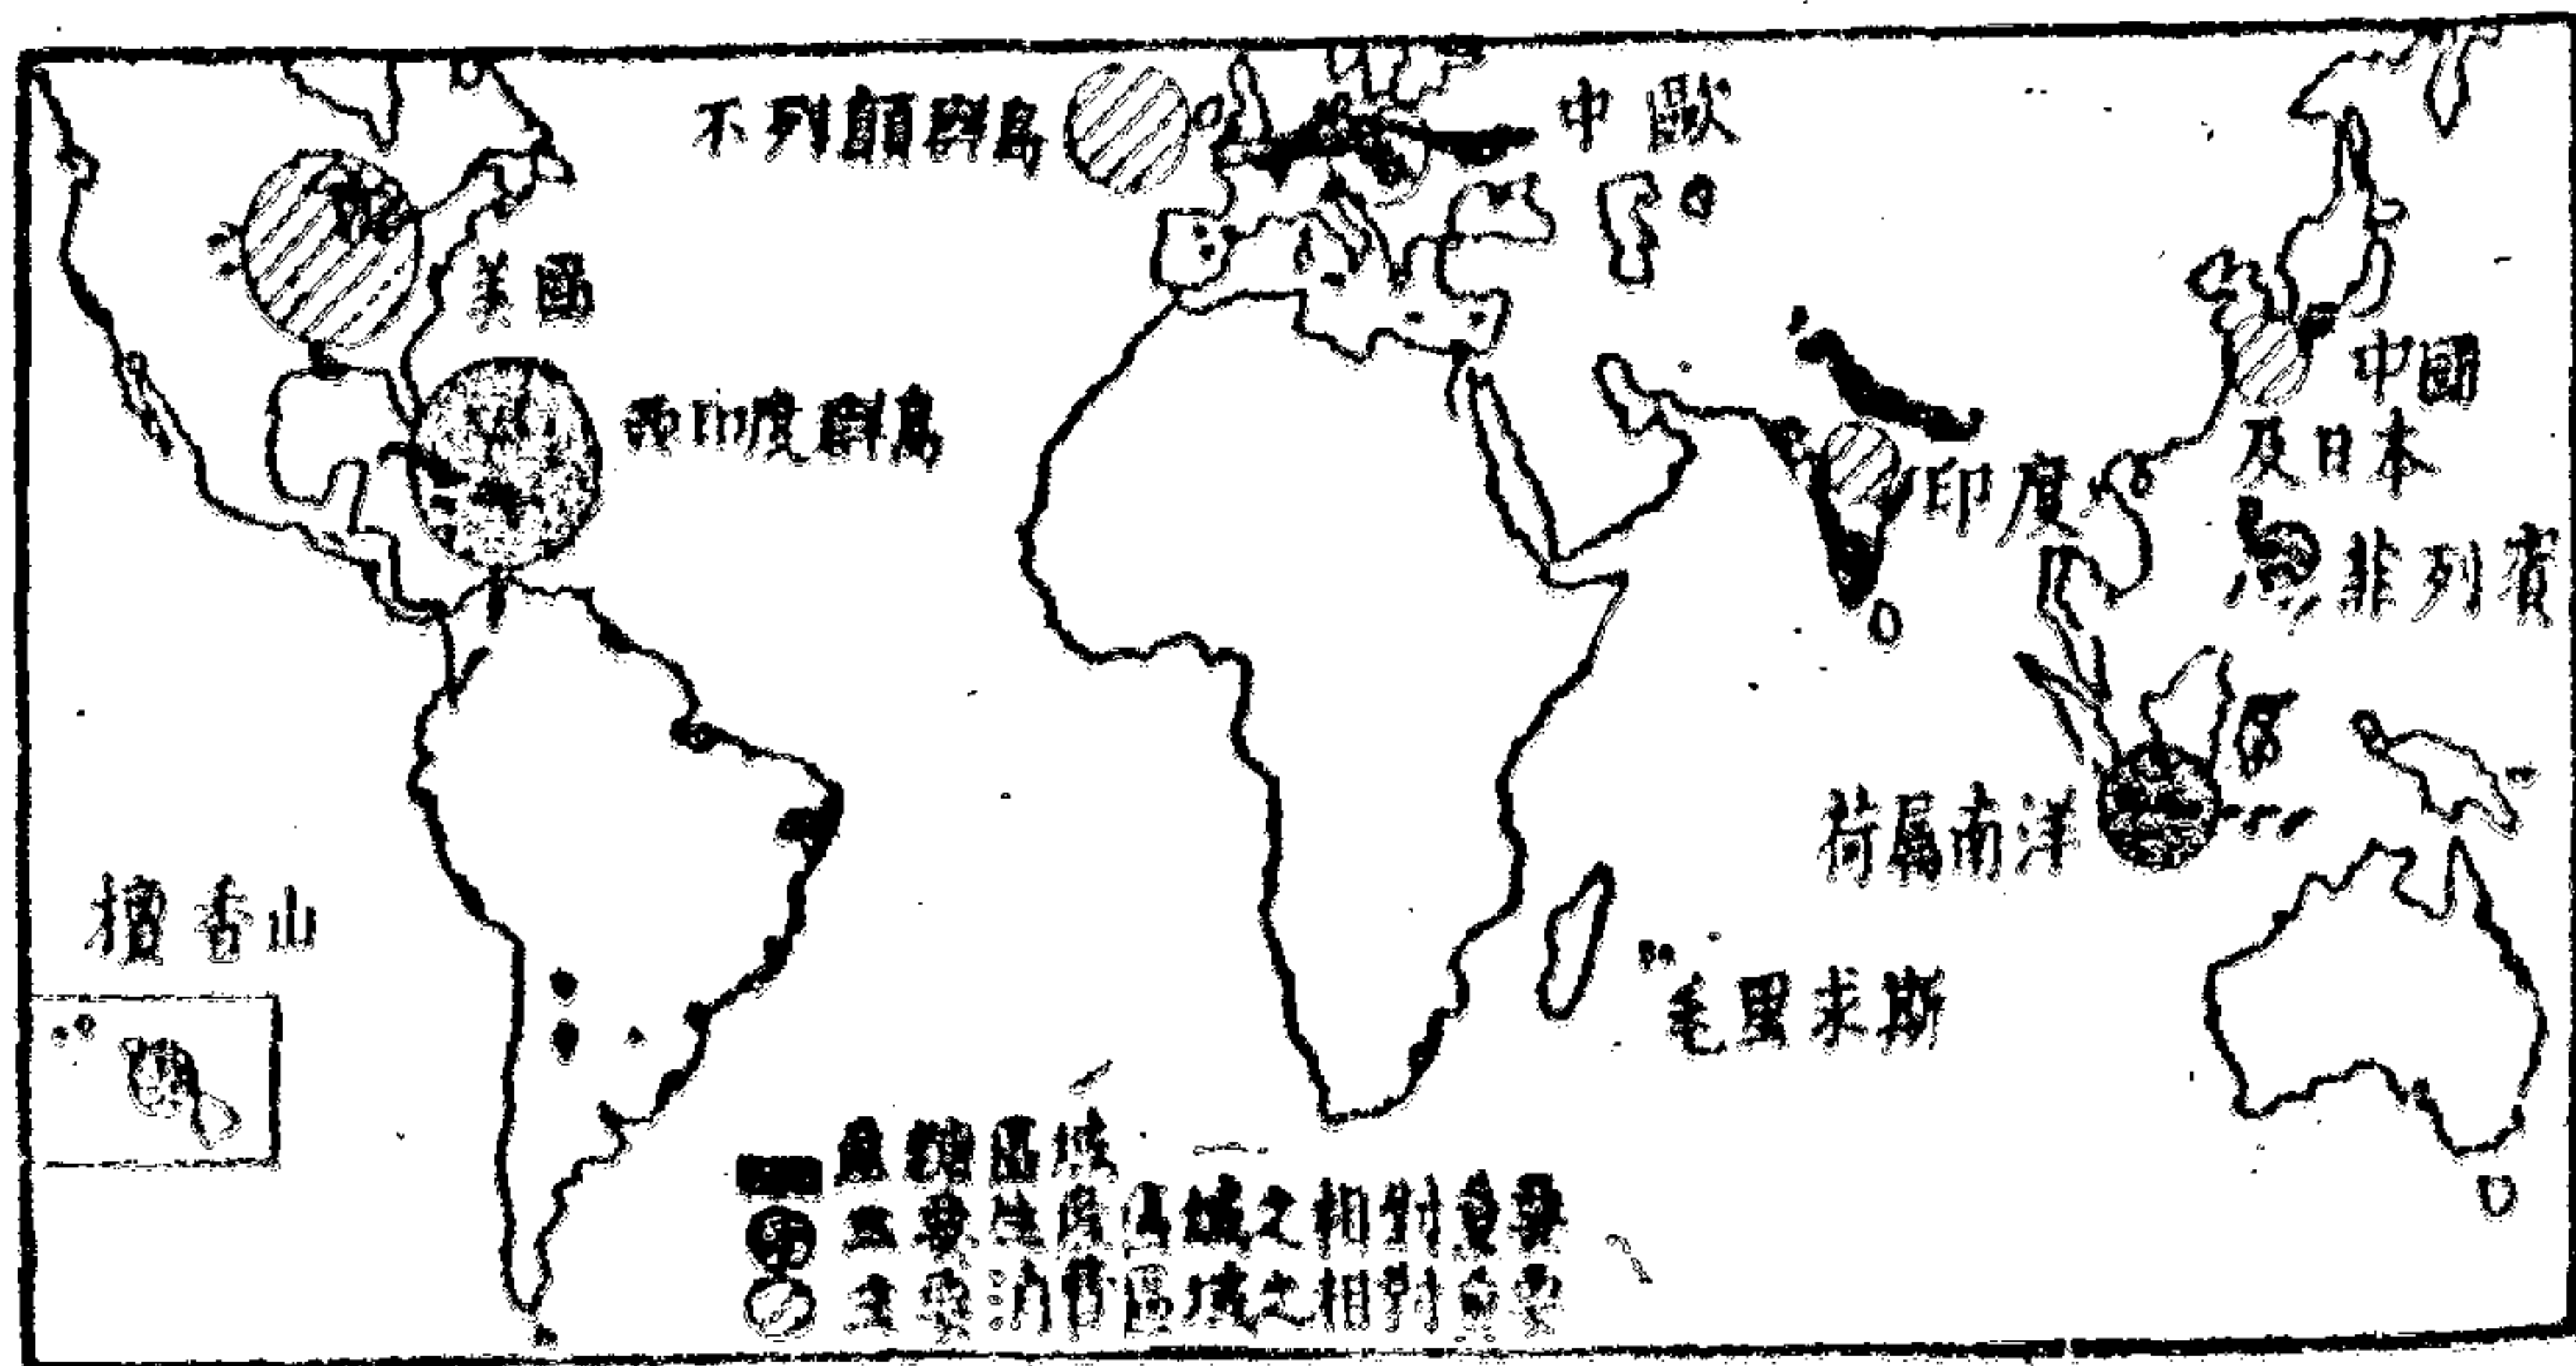 不列顛群島
中歐
美國
西印度群島
中國
及日本
印度
菲列賓
荷屬南洋
檀香山
毛里求斯
產糖區域
主要生產區域之相對重要
主要消費區域之相對重要